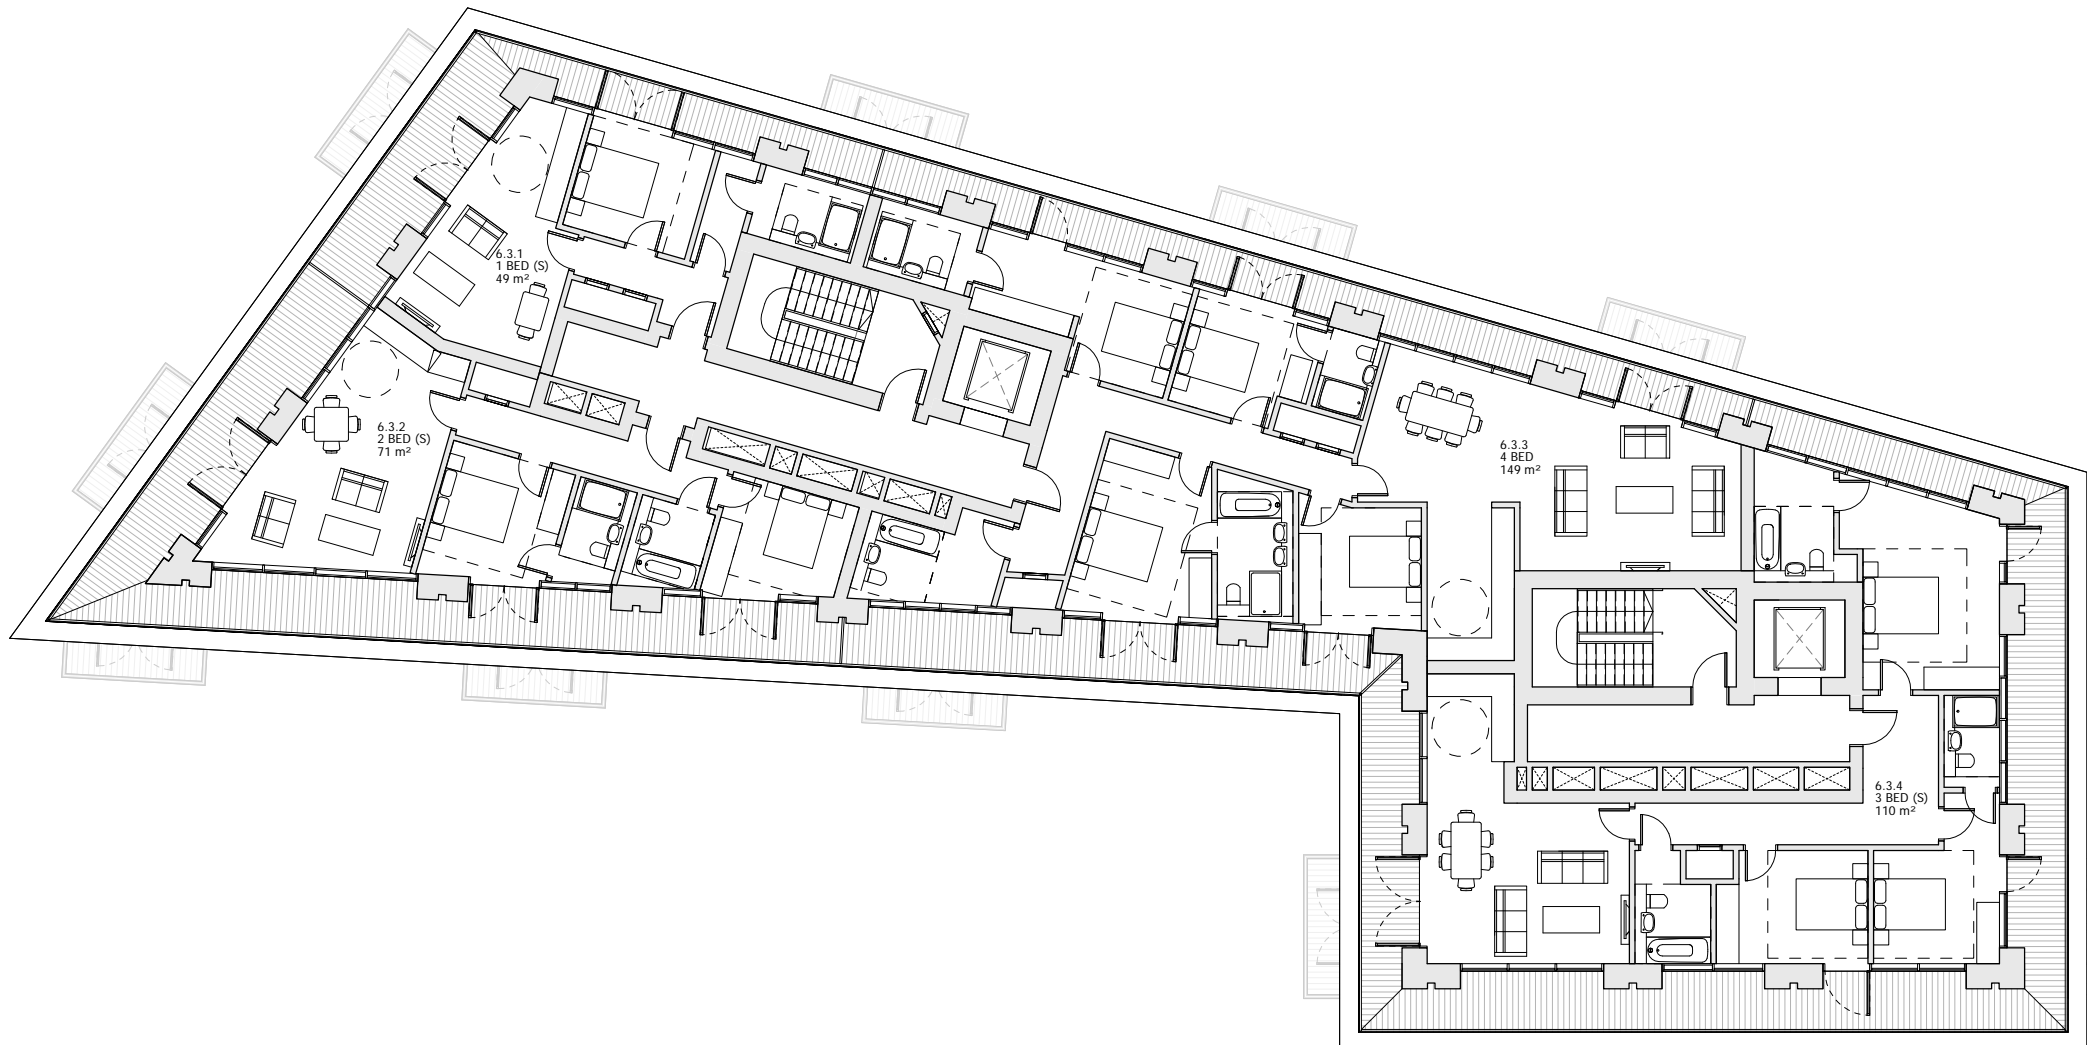 6.3.1
1 BED (S)
49 m²
6.3.2
2 BED (S)
71 m²
6.3.3
4 BED
149 m²
6.3.4
3 BED (S)
110 m²